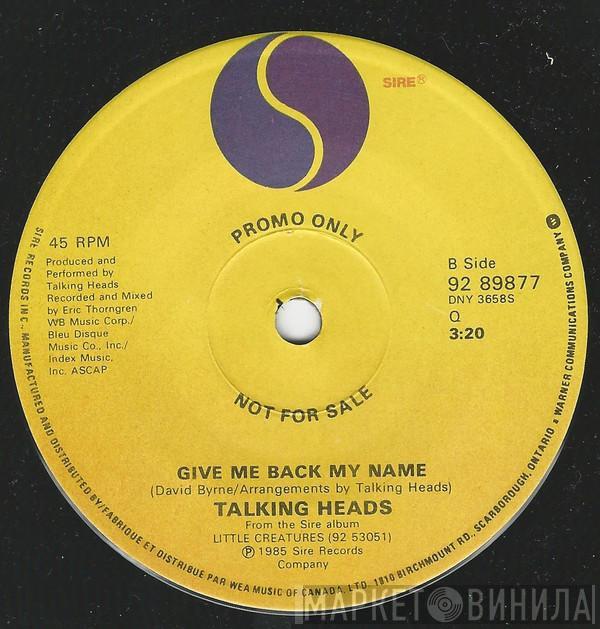 SIRE®
PROMO ONLY
45 RPM
Produced and
Performed by
Talking Heads
Recorded and Mixed
by Eric Thorngren
WB Music Corp./
Bleu Disque
Music Co., Inc./
Index Music,
Inc. ASCAP
B Side
92 89877
DNY 3658S
Q
3:20
NOT FOR SALE
GIVE ME BACK MY NAME
(David Byrne/Arrangements by Talking Heads)
TALKING HEADS
From the Sire album
LITTLE CREATURES (92 53051)
℗ 1985 Sire Records
Company
SIRE RECORDS INC., MANUFACTURED AND DISTRIBUTED BY/FABRIQUE ET DISTRIBUE PAR WEA MUSIC OF CANADA, LTD. 1810 BIRCHMOUNT RD., SCARBOROUGH, ONTARIO A WARNER COMMUNICATIONS COMPANY
МАРКЕТ ВИНИЛА